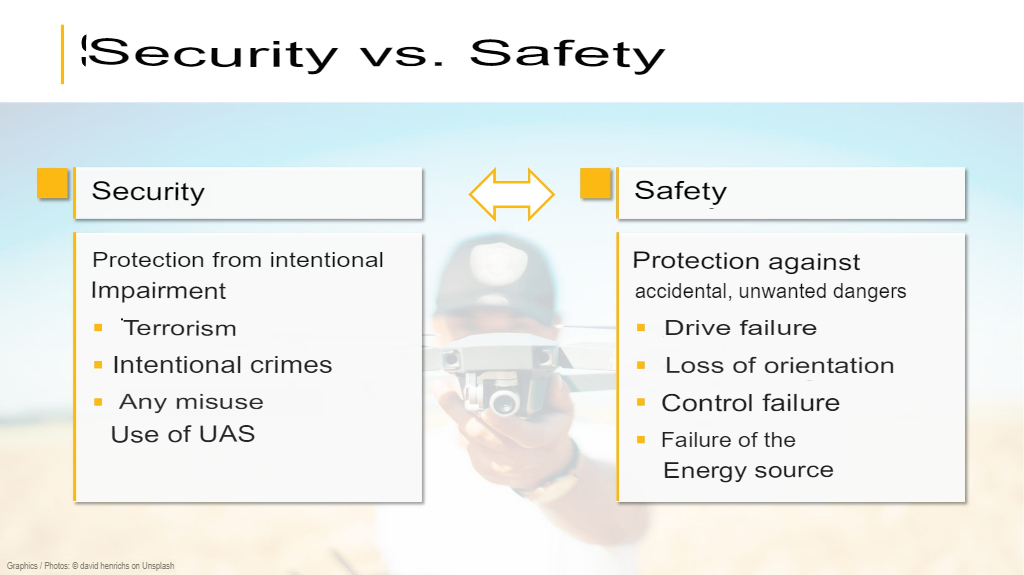 Security vs. Safety
Security
Protection from intentional
Impairment
Terrorism
Intentional crimes
Any misuse
Use of UAS
Safety
Protection against
accidental, unwanted dangers
Drive failure
Loss of orientation
Control failure
Failure of the
Energy source
Graphics / Photos: © david henrichs on Unsplash